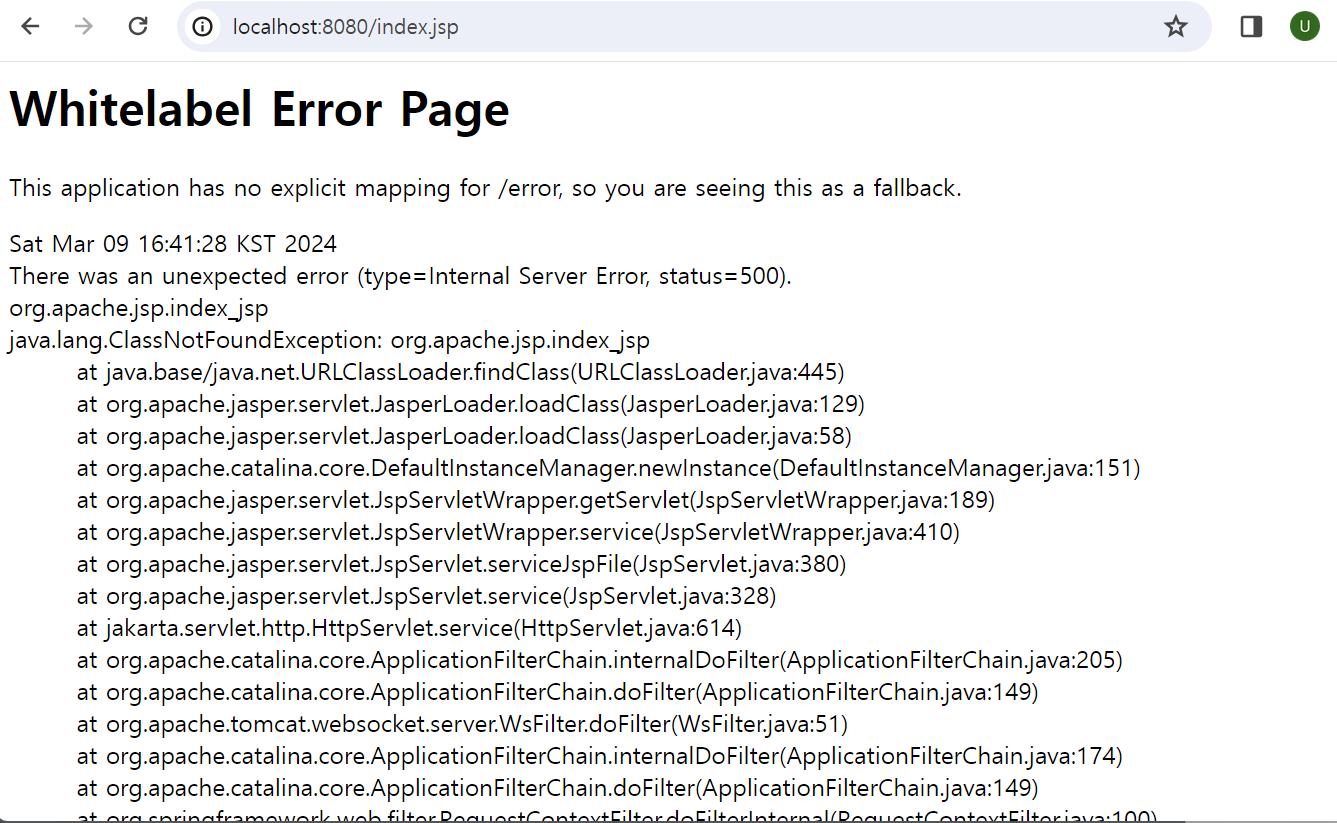 localhost:8080/index.jsp
U
Whitelabel Error Page
This application has no explicit mapping for /error, so you are seeing this as a fallback.
Sat Mar 09 16:41:28 KST 2024
There was an unexpected error (type=Internal Server Error, status=500).
org.apache.jsp.index_jsp
java.lang.ClassNotFoundException: org.apache.jsp.index_jsp
at java.base/java.net.URLClassLoader.findClass(URLClassLoader.java:445)
at org.apache.jasper.servlet.JasperLoader.loadClass(JasperLoader.java:129)
at org.apache.jasper.servlet.JasperLoader.loadClass(JasperLoader.java:58)
at org.apache.catalina.core.DefaultInstanceManager.newInstance(DefaultInstanceManager.java:151)
at org.apache.jasper.servlet.JspServletWrapper.getServlet(JspServletWrapper.java:189)
at org.apache.jasper.servlet.JspServletWrapper.service(JspServletWrapper.java:410)
at org.apache.jasper.servlet.JspServlet.serviceJspFile(JspServlet.java:380)
at org.apache.jasper.servlet.JspServlet.service(JspServlet.java:328)
at jakarta.servlet.http.HttpServlet.service(HttpServlet.java:614)
at org.apache.catalina.core.ApplicationFilterChain.internalDoFilter(ApplicationFilterChain.java:205)
at org.apache.catalina.core.ApplicationFilterChain.doFilter(ApplicationFilterChain.java:149)
at org.apache.tomcat.websocket.server.WsFilter.doFilter(WsFilter.java:51)
at org.apache.catalina.core.ApplicationFilterChain.internalDoFilter(ApplicationFilterChain.java:174)
at org.apache.catalina.core.ApplicationFilterChain.doFilter(ApplicationFilterChain.java:149)
at org.springframework.web.filter.RequestContextFilter.doFilterInternal(RequestContextFilter.java:100)